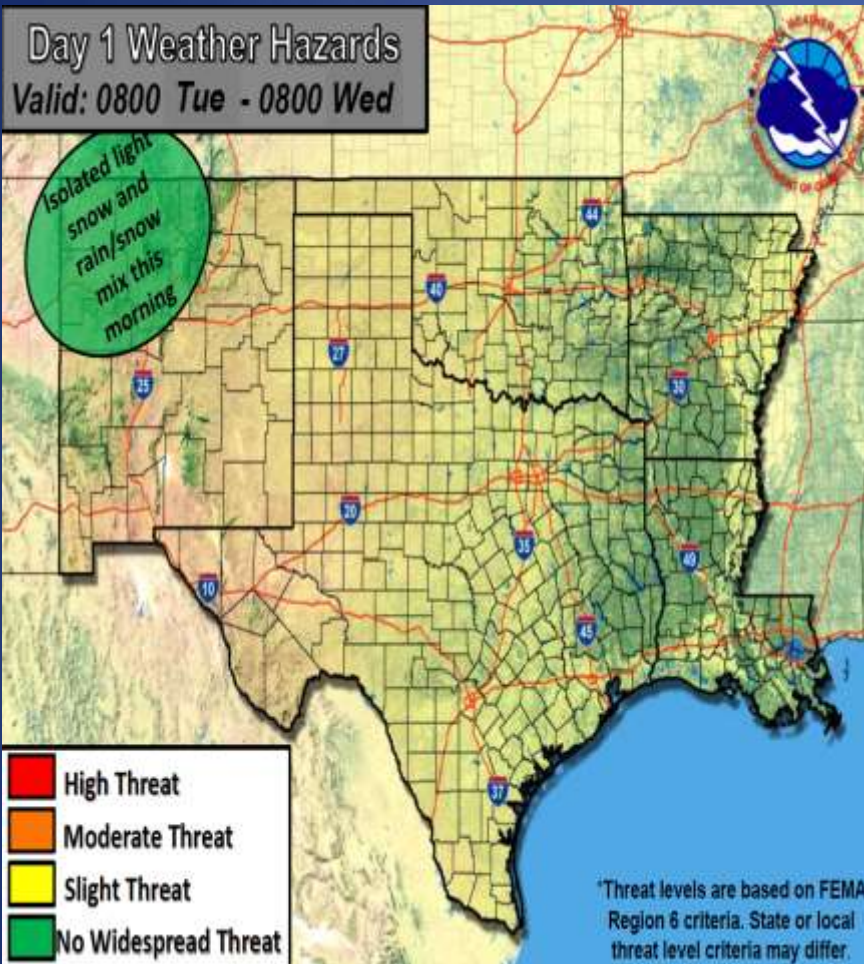 Day 1 Weather Hazards
Valid: 0800 Tue - 0800 Wed
Isolated light
snow and
rain/snow
mix this
morning
44
40
27
25
30
20
35
49
10
45
37
High Threat
Moderate Threat
Slight Threat
No Widespread Threat
*Threat levels are based on FEMA
Region 6 criteria. State or local
threat level criteria may differ.